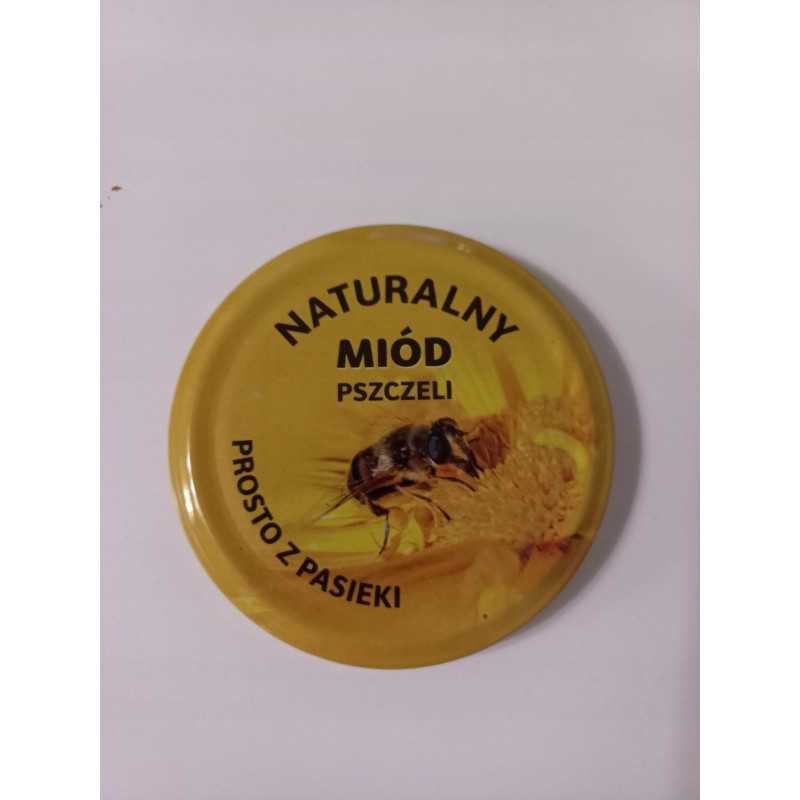 NATURALNY
MIÓD
PSZCZELI
PROSTO Z PASIEKI